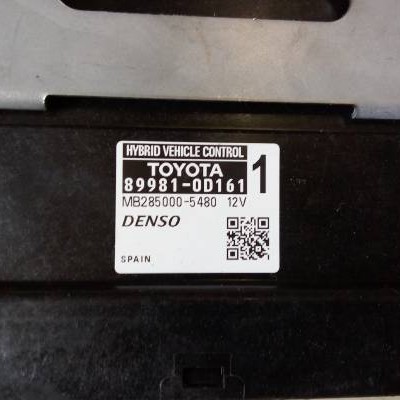 HYBRID VEHICLE CONTROL
TOYOTA
89981-0D161
1
MB285000-5480 12V
DENSO
SPAIN